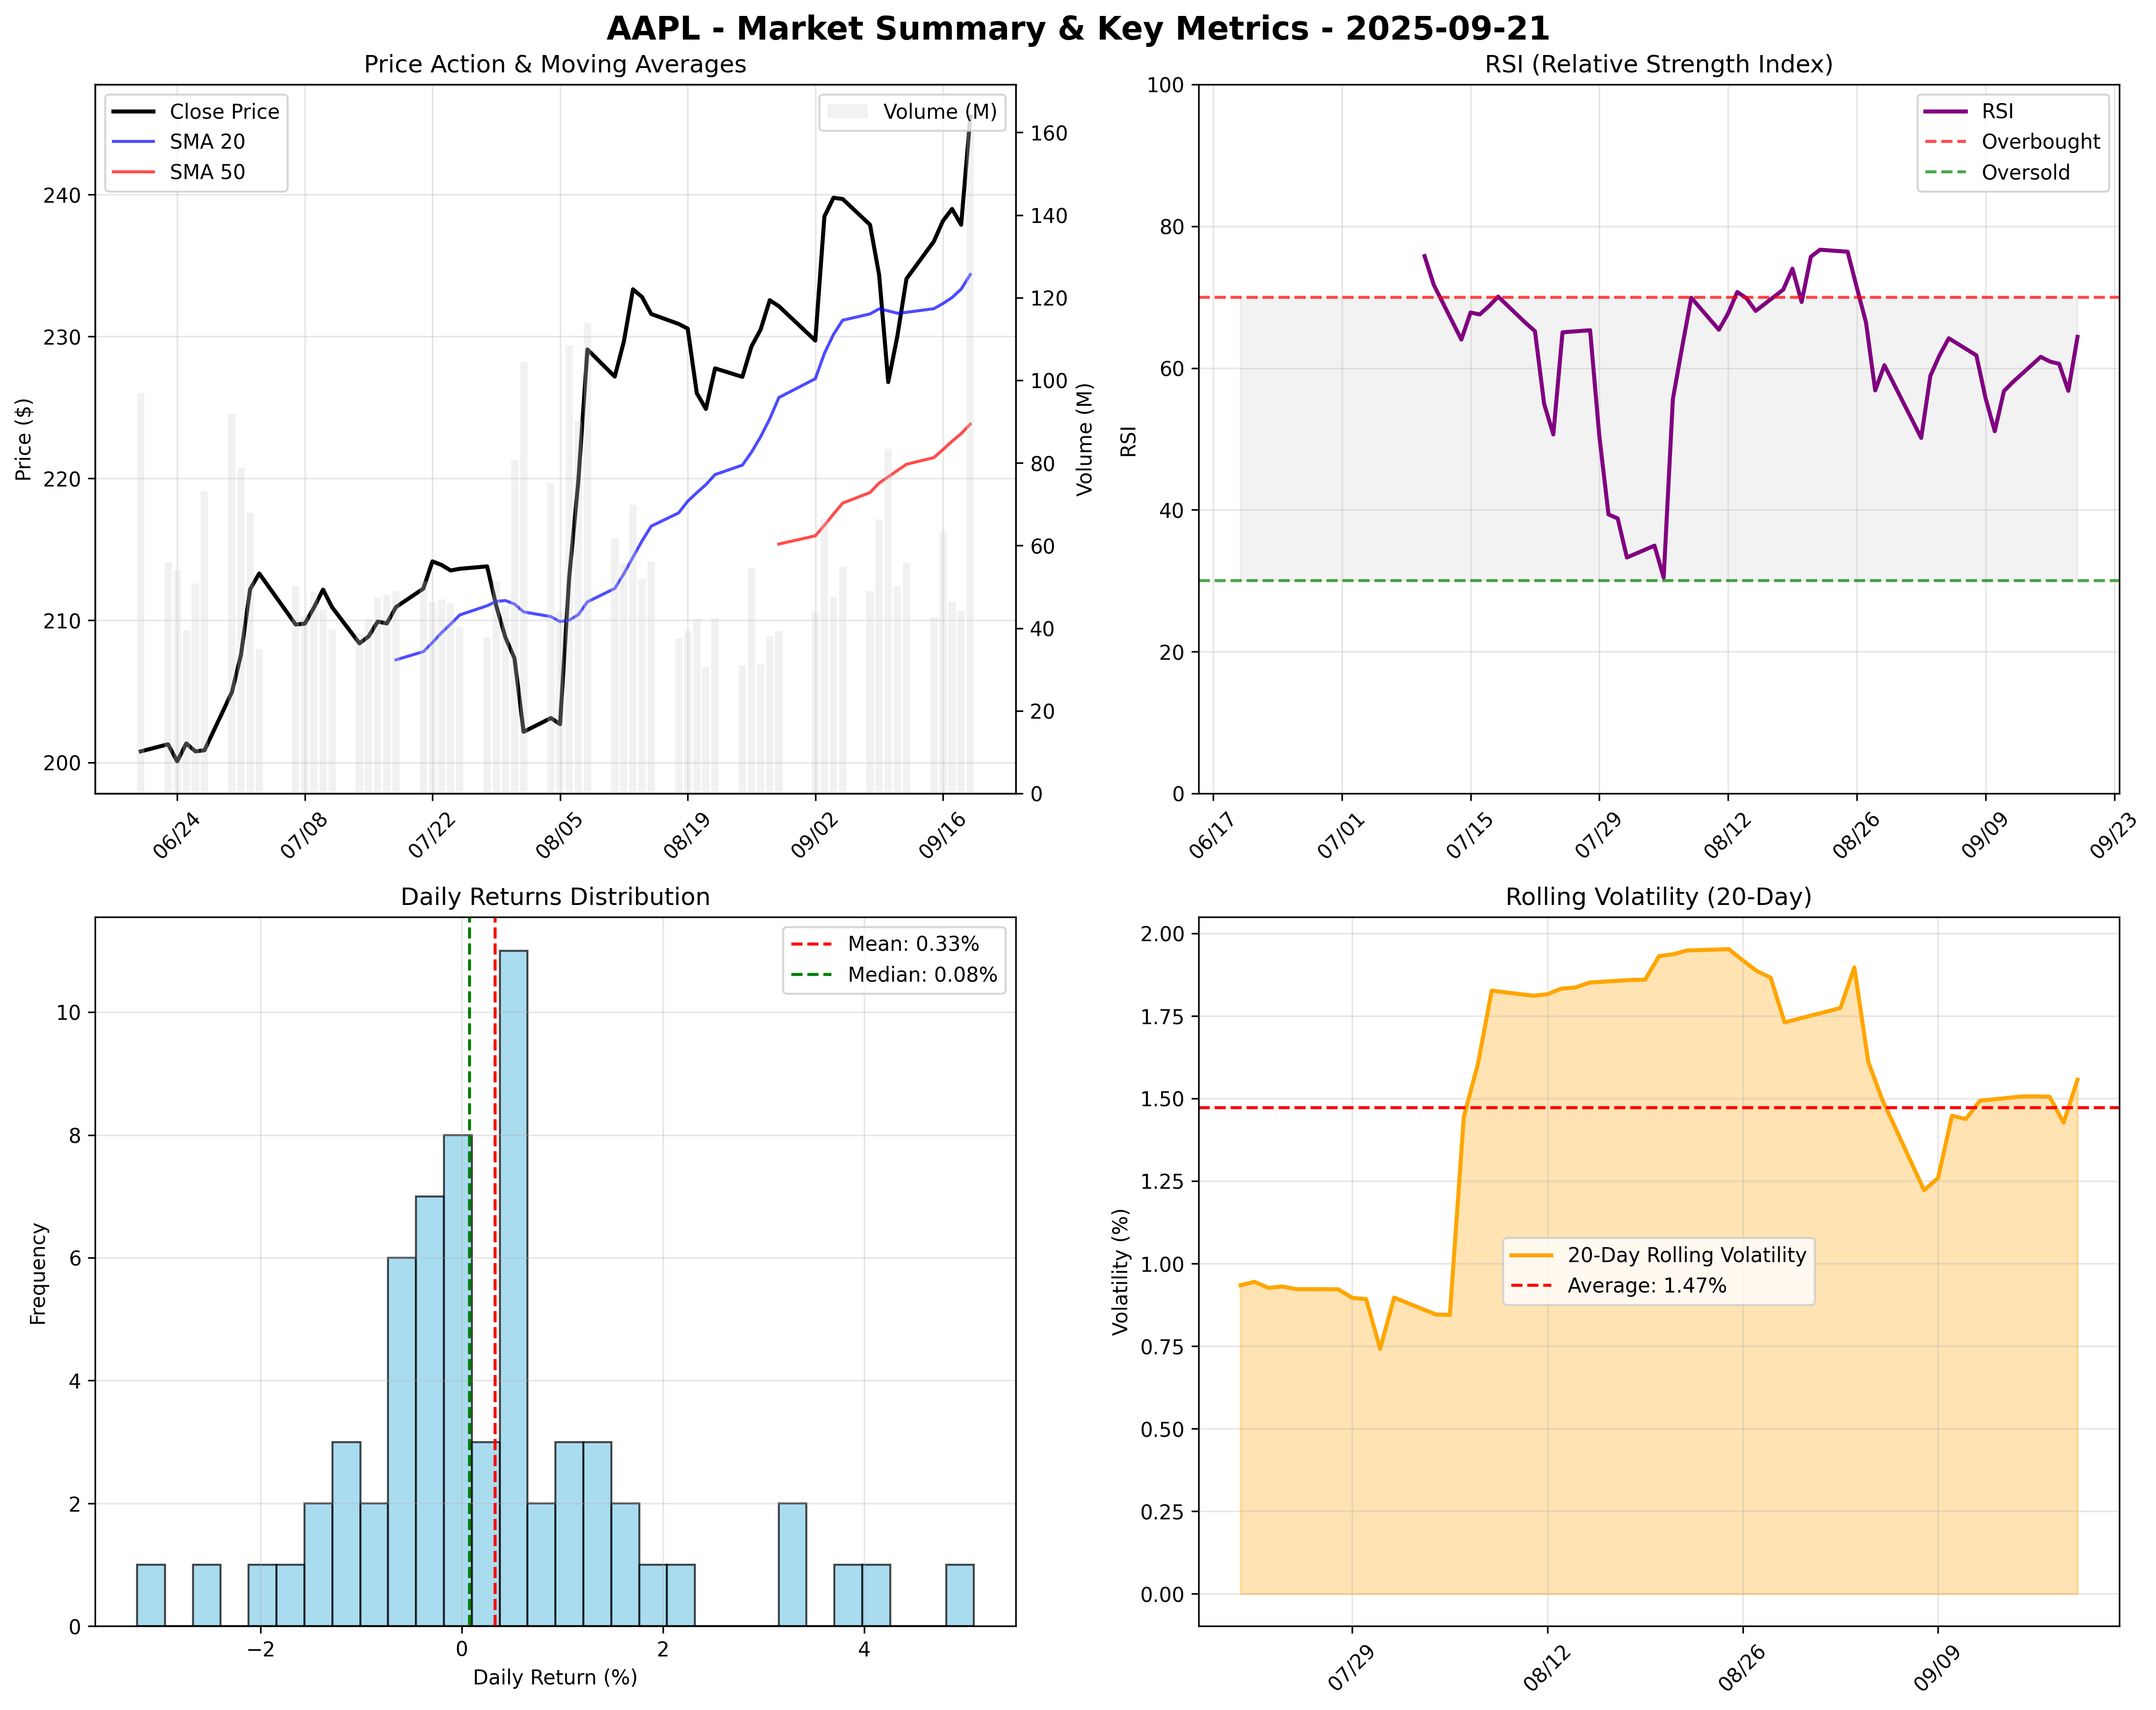 AAPL - Market Summary & Key Metrics - 2025-09-21
Price Action & Moving Averages
Close Price
SMA 20
SMA 50
Volume (M)
Price ($)
240
230
220
210
200
160
140
120
100
80
60
40
20
0
Volume (M)
06/24
07/08
07/22
08/05
08/19
09/02
09/16
RSI (Relative Strength Index)
RSI
Overbought
Oversold
RSI
100
80
60
40
20
0
06/17
07/01
07/15
07/29
08/12
08/26
09/09
09/23
Daily Returns Distribution
Mean: 0.33%
Median: 0.08%
Frequency
10
8
6
4
2
0
−2
0
2
4
Daily Return (%)
Rolling Volatility (20-Day)
20-Day Rolling Volatility
Average: 1.47%
Volatility (%)
2.00
1.75
1.50
1.25
1.00
0.75
0.50
0.25
0.00
07/29
08/12
08/26
09/09